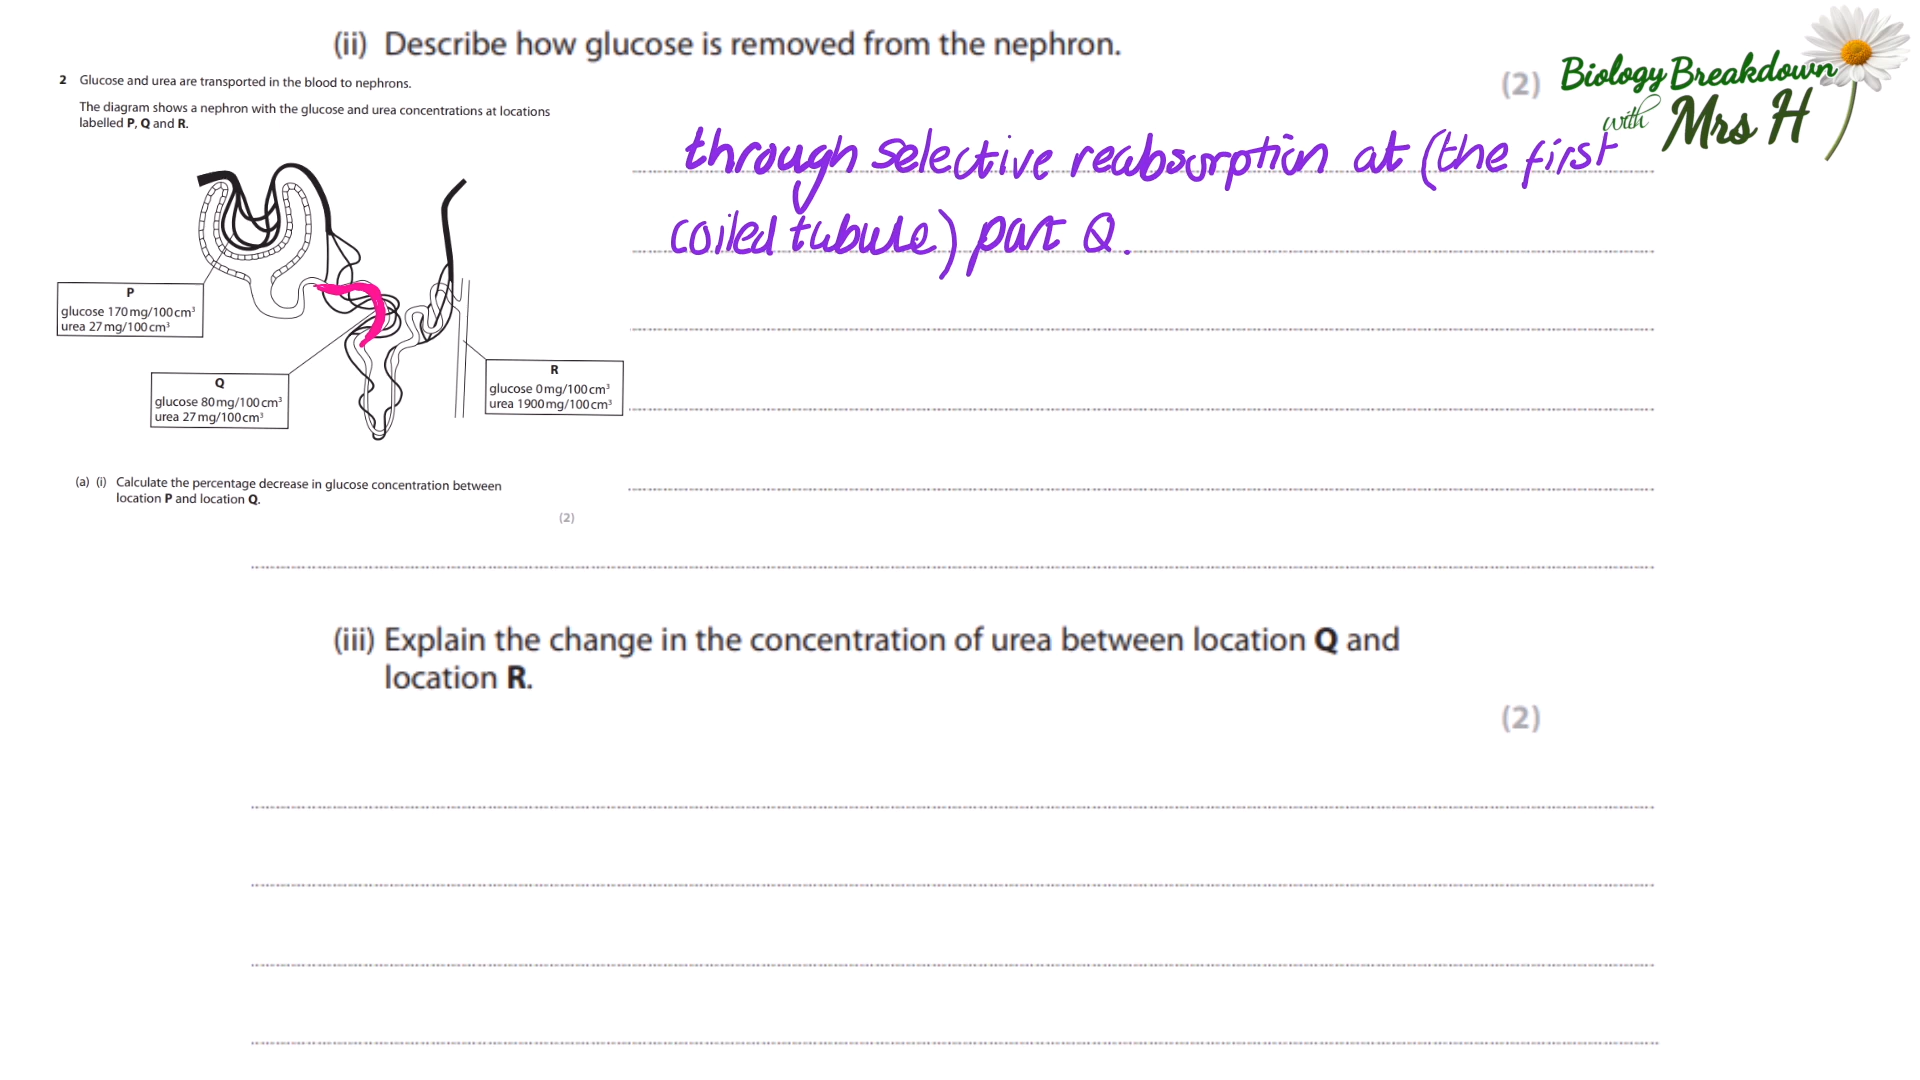 (ii) Describe how glucose is removed from the nephron.
(2)
Biology Breakdown
with Mrs H
2 Glucose and urea are transported in the blood to nephrons.
The diagram shows a nephron with the glucose and urea concentrations at locations
labelled P, Q and R.
through selective reabsorption at (the first
coiled tubule) part Q.
P
glucose 170 mg/100 cm³
urea 27 mg/100 cm³
Q
glucose 80 mg/100 cm³
urea 27 mg/100 cm³
R
glucose 0 mg/100 cm³
urea 1900 mg/100 cm³
(a) (i) Calculate the percentage decrease in glucose concentration between
location P and location Q.
(2)
(iii) Explain the change in the concentration of urea between location Q and
location R.
(2)